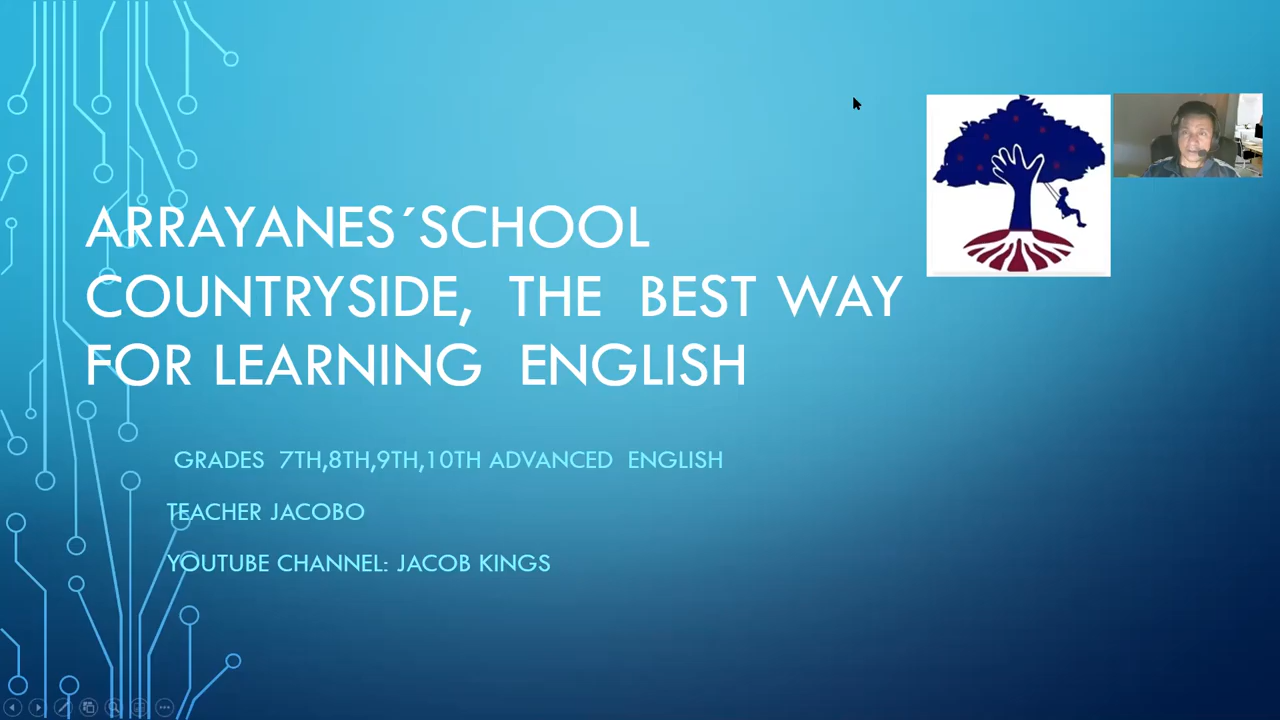 ARRAYANES´SCHOOL
COUNTRYSIDE, THE BEST WAY
FOR LEARNING ENGLISH
GRADES 7TH,8TH,9TH,10TH ADVANCED ENGLISH
TEACHER JACOBO
YOUTUBE CHANNEL: JACOB KINGS